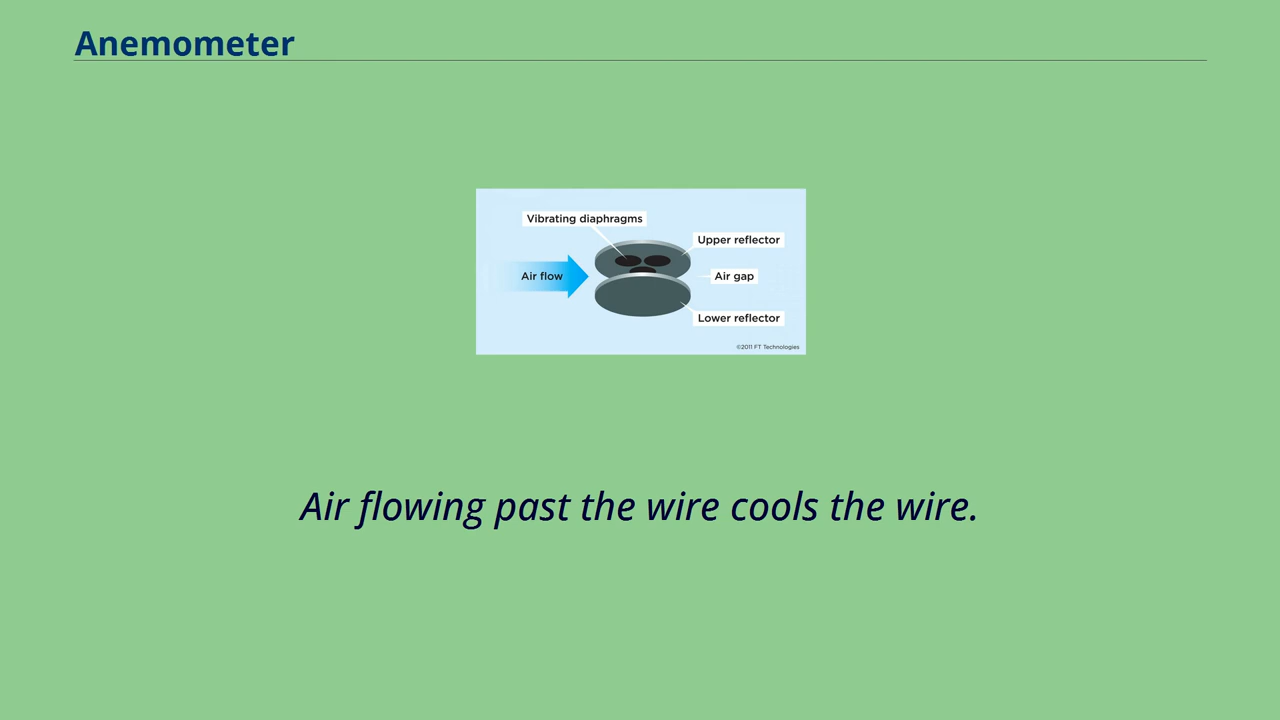 Anemometer
Vibrating diaphragms
Upper reflector
Air flow
Air gap
Lower reflector
©2011 FT Technologies
Air flowing past the wire cools the wire.